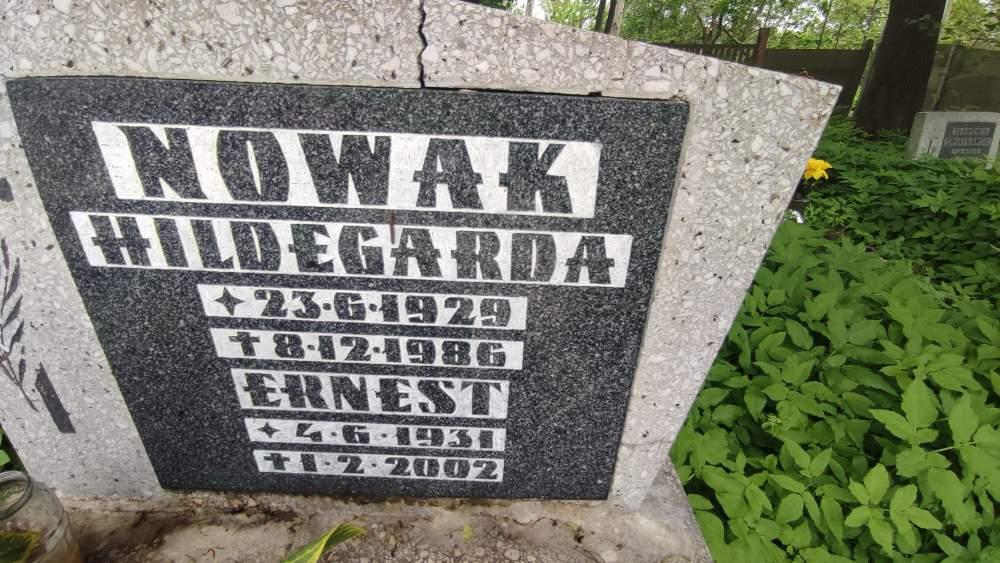 NOWAK
HILDEGARDA
✦ 23·6·1929
✝ 8·12·1986
ERNEST
✦ 4·6·1931
✝ 1·2·2002